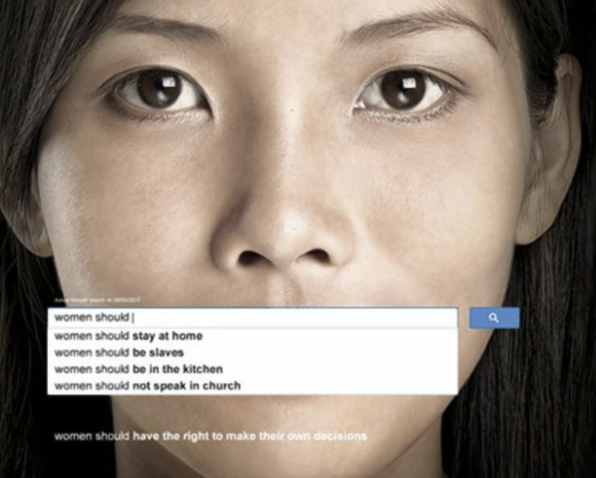 women should
women should stay at home
women should be slaves
women should be in the kitchen
women should not speak in church
women should have the right to make their own decisions